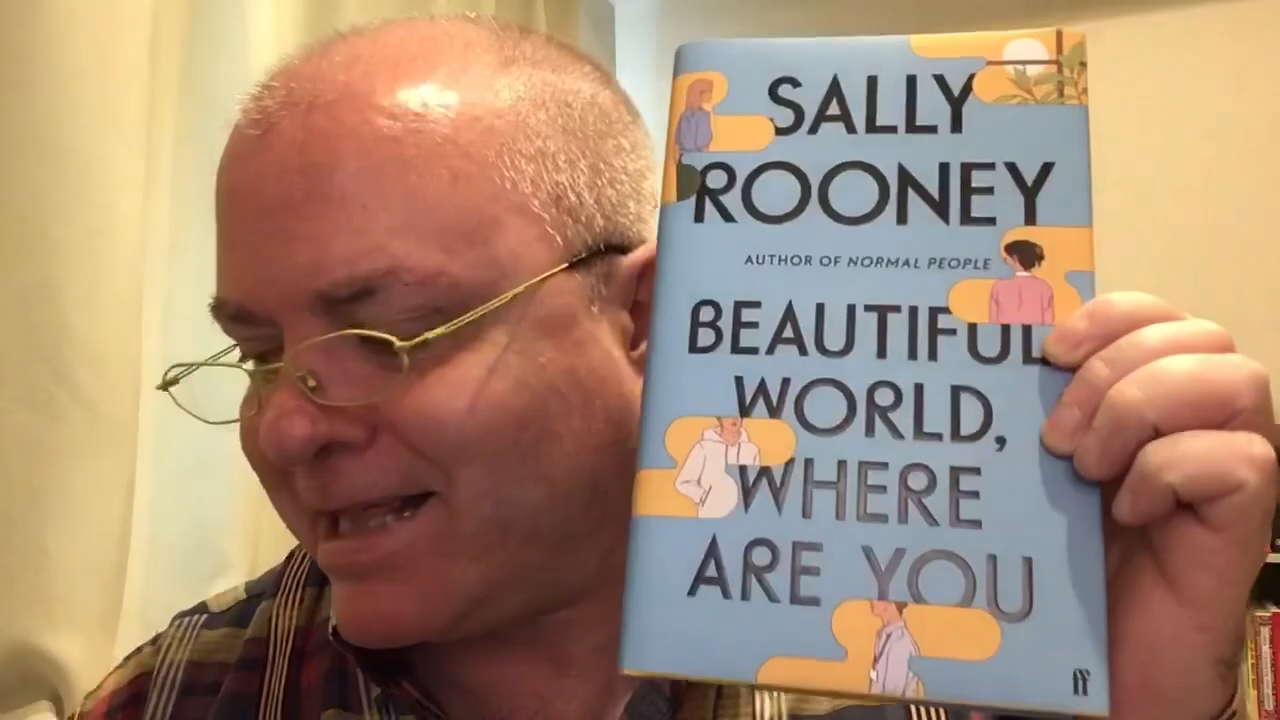 SALLY
ROONEY
AUTHOR OF NORMAL PEOPLE
BEAUTIFUL
WORLD,
WHERE
ARE YOU
ff